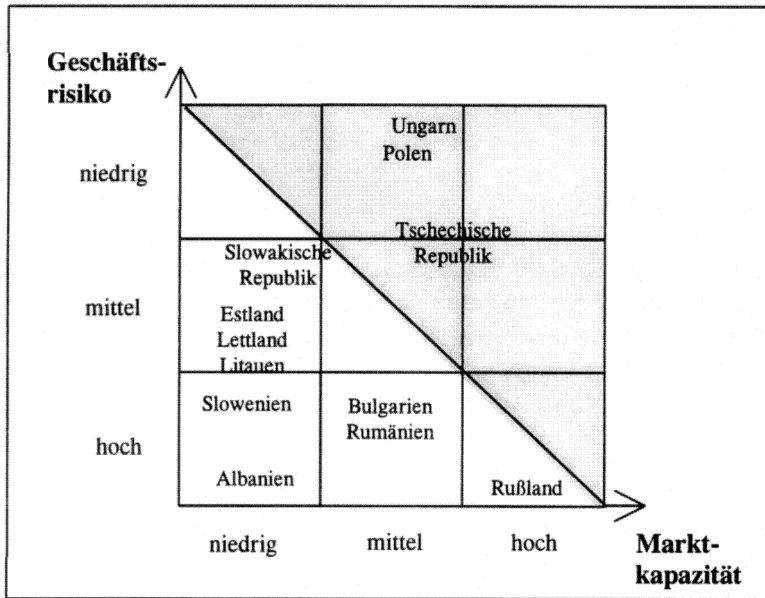 Geschäfts-
risiko
niedrig
Ungarn
Polen
Tschechische
Republik
mittel
Slowakische
Republik
Estland
Lettland
Litauen
hoch
Slowenien
Albanien
Bulgarien
Rumänien
Rußland
niedrig
mittel
hoch
Markt-
kapazität